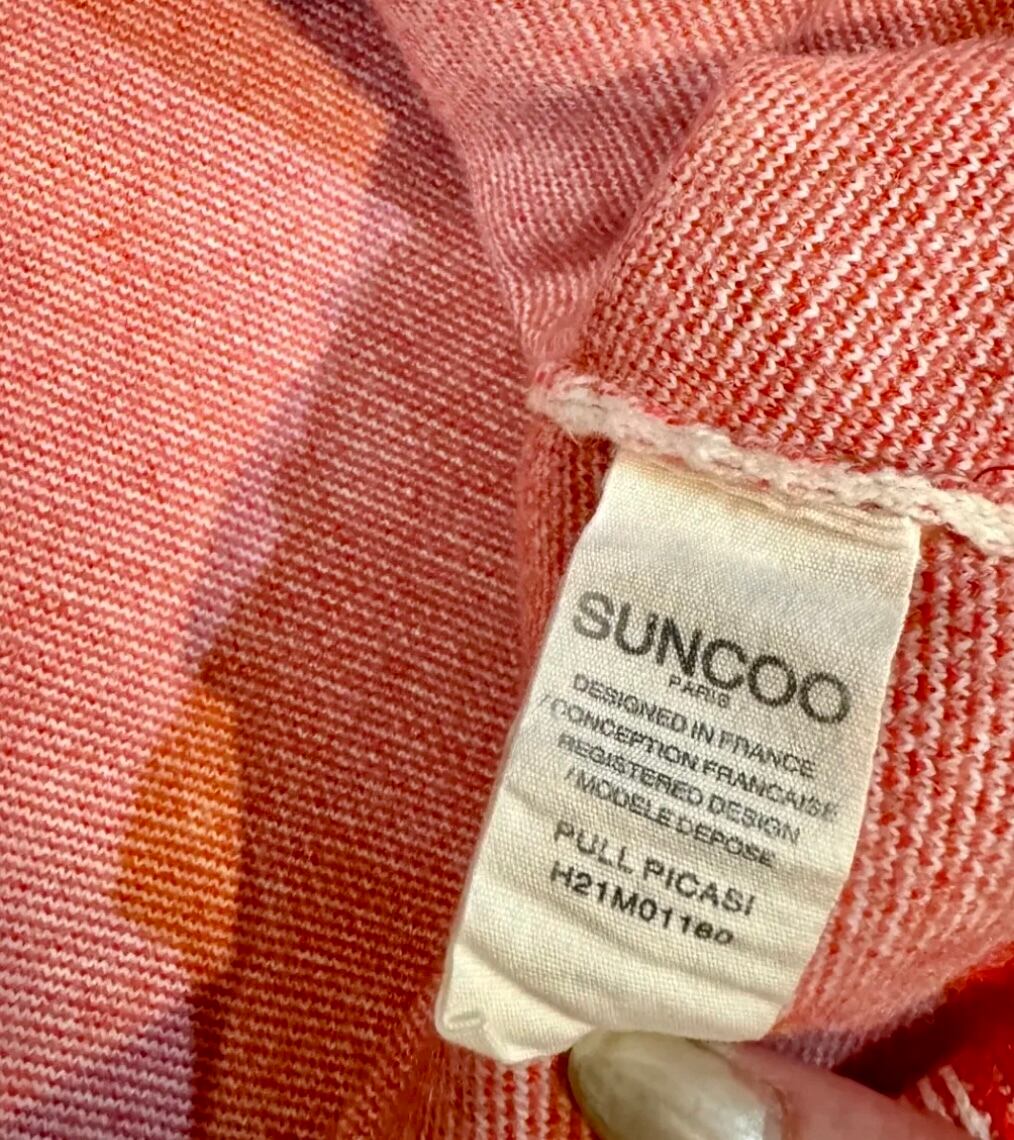 SUNCOO
PARIS
DESIGNED IN FRANCE
/CONCEPTION FRANCAISE
REGISTERED DESIGN
/MODELE DEPOSE
PULL PICASI